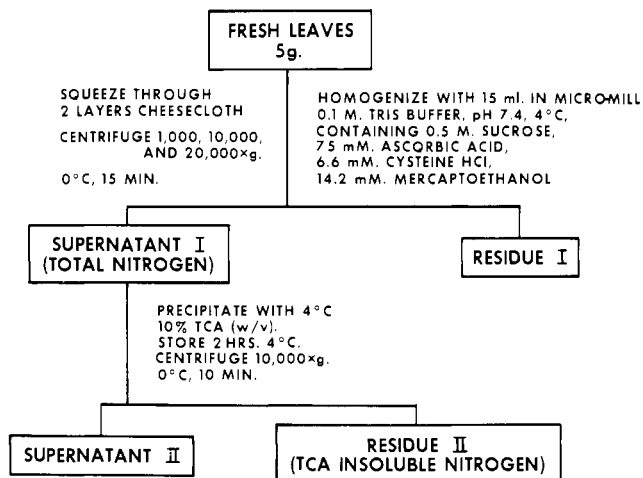 FRESH LEAVES
5g.
SQUEEZE THROUGH
2 LAYERS CHEESECLOTH
CENTRIFUGE 1,000, 10,000,
AND 20,000×g.
0°C, 15 MIN.
HOMOGENIZE WITH 15 ml. IN MICRO-MILL
0.1 M. TRIS BUFFER, pH 7.4, 4°C,
CONTAINING 0.5 M. SUCROSE,
75 mM. ASCORBIC ACID,
6.6 mM. CYSTEINE HCl,
14.2 mM. MERCAPTOETHANOL
SUPERNATANT I
(TOTAL NITROGEN)
RESIDUE I
PRECIPITATE WITH 4°C
10% TCA (w/v).
STORE 2 HRS. 4°C.
CENTRIFUGE 10,000×g.
0°C, 10 MIN.
SUPERNATANT II
RESIDUE II
(TCA INSOLUBLE NITROGEN)